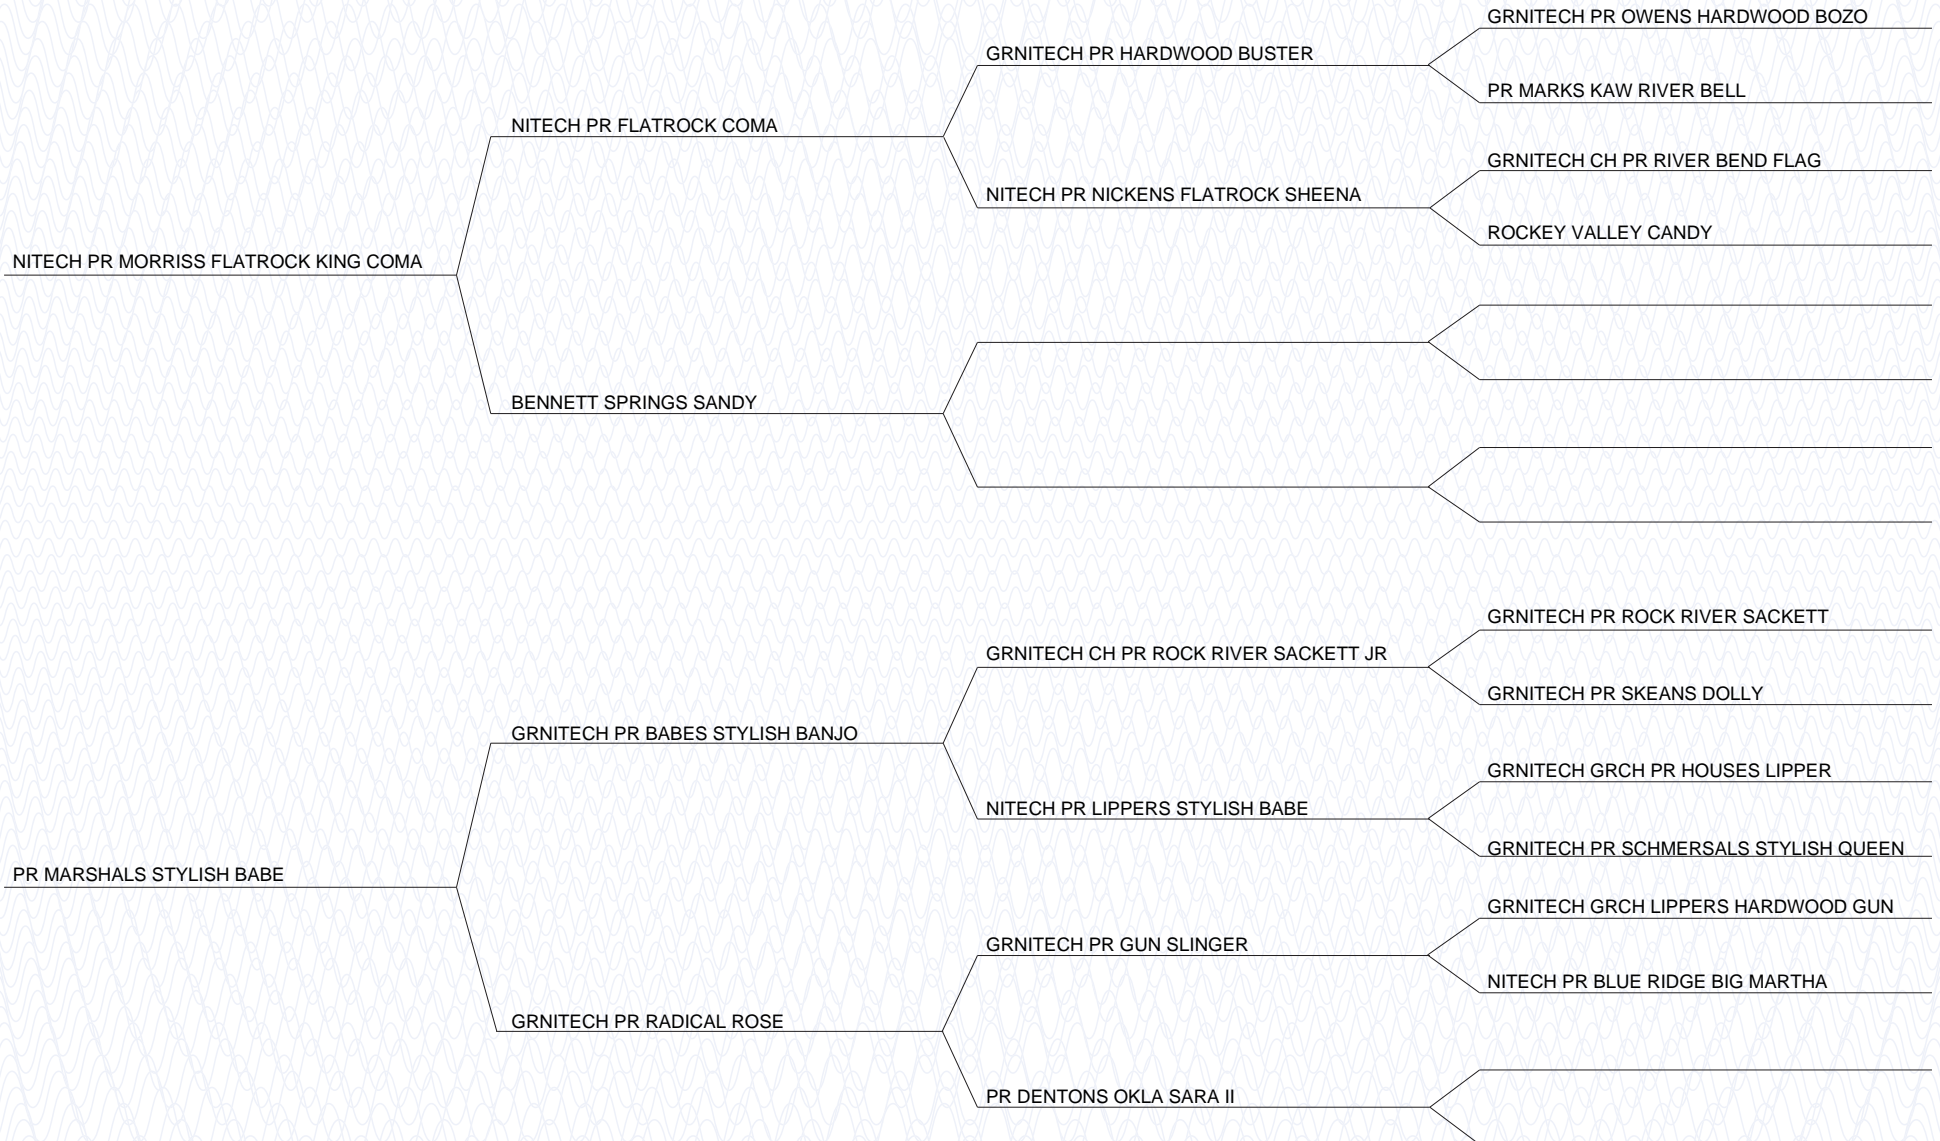 GRNITECH PR OWENS HARDWOOD BOZO
GRNITECH PR HARDWOOD BUSTER
PR MARKS KAW RIVER BELL
NITECH PR FLATROCK COMA
GRNITECH CH PR RIVER BEND FLAG
NITECH PR NICKENS FLATROCK SHEENA
ROCKEY VALLEY CANDY
NITECH PR MORRISS FLATROCK KING COMA
BENNETT SPRINGS SANDY
GRNITECH PR ROCK RIVER SACKETT
GRNITECH CH PR ROCK RIVER SACKETT JR
GRNITECH PR SKEANS DOLLY
GRNITECH PR BABES STYLISH BANJO
GRNITECH GRCH PR HOUSES LIPPER
NITECH PR LIPPERS STYLISH BABE
GRNITECH PR SCHMERSALS STYLISH QUEEN
PR MARSHALS STYLISH BABE
GRNITECH GRCH LIPPERS HARDWOOD GUN
GRNITECH PR GUN SLINGER
NITECH PR BLUE RIDGE BIG MARTHA
GRNITECH PR RADICAL ROSE
PR DENTONS OKLA SARA II